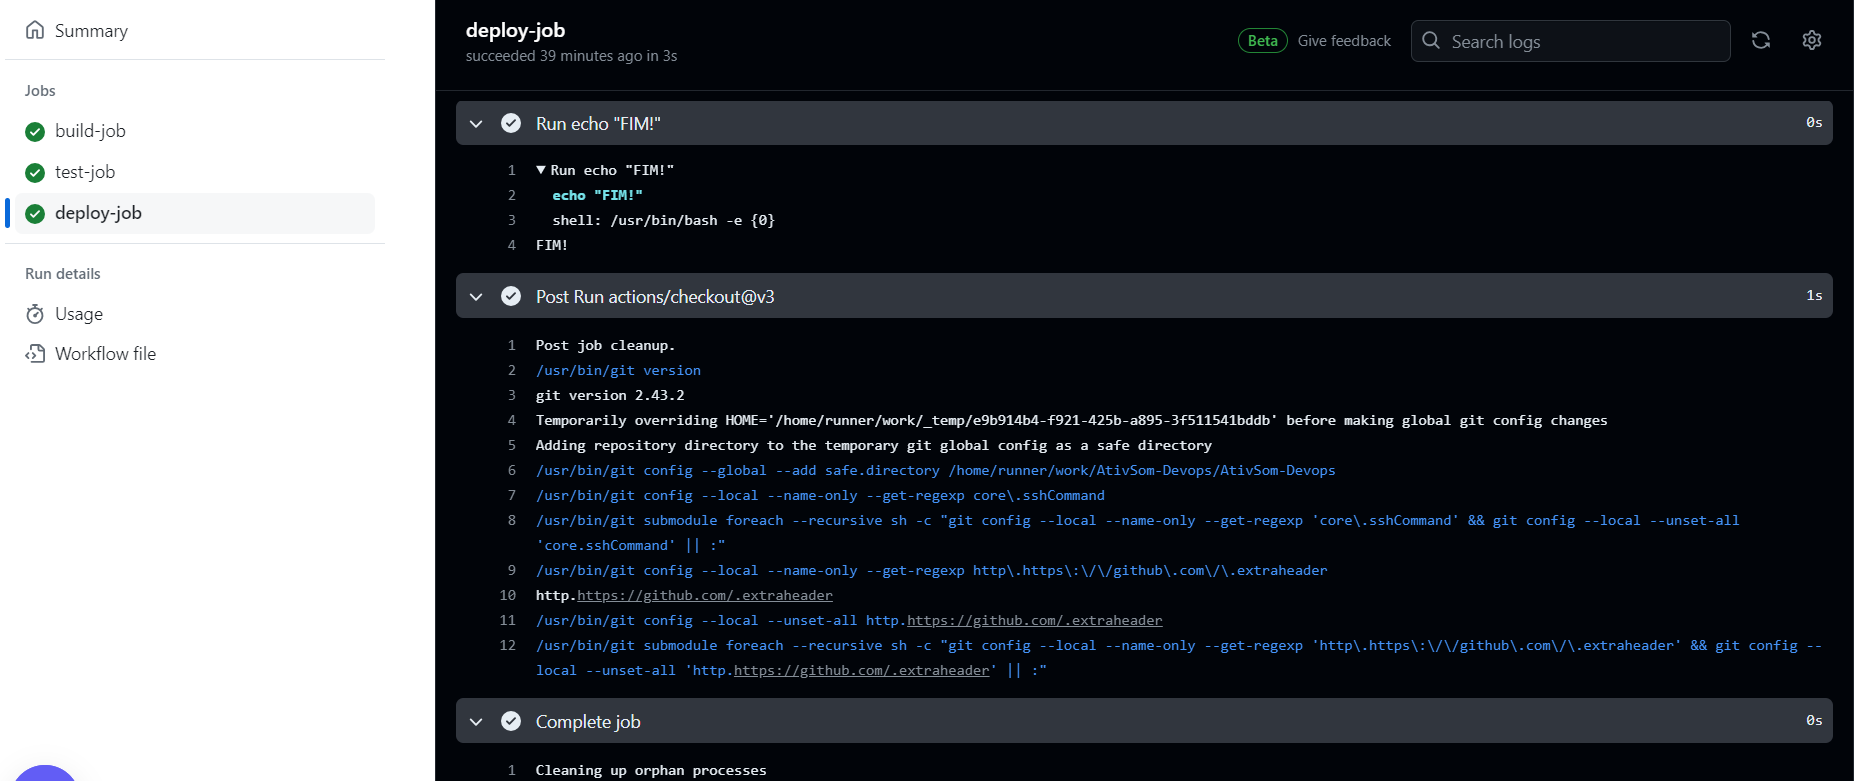 Summary
Jobs
build-job
test-job
deploy-job
Run details
Usage
Workflow file
deploy-job
succeeded 39 minutes ago in 3s
Beta
Give feedback
Search logs
Run echo "FIM!"
0s
1 ▼ Run echo "FIM!"
2 echo "FIM!"
3 shell: /usr/bin/bash -e {0}
4 FIM!
Post Run actions/checkout@v3
1s
1 Post job cleanup.
2 /usr/bin/git version
3 git version 2.43.2
4 Temporarily overriding HOME='/home/runner/work/_temp/e9b914b4-f921-425b-a895-3f511541bddb' before making global git config changes
5 Adding repository directory to the temporary git global config as a safe directory
6 /usr/bin/git config --global --add safe.directory /home/runner/work/AtivSom-Devops/AtivSom-Devops
7 /usr/bin/git config --local --name-only --get-regexp core\.sshCommand
8 /usr/bin/git submodule foreach --recursive sh -c "git config --local --name-only --get-regexp 'core\.sshCommand' && git config --local --unset-all
'core.sshCommand' || :"
9 /usr/bin/git config --local --name-only --get-regexp http\.https\:\/\/github\.com\/\.extraheader
10 http.https://github.com/.extraheader
11 /usr/bin/git config --local --unset-all http.https://github.com/.extraheader
12 /usr/bin/git submodule foreach --recursive sh -c "git config --local --name-only --get-regexp 'http\.https\:\/\/github\.com\/\.extraheader' && git config --
local --unset-all 'http.https://github.com/.extraheader' || :"
Complete job
0s
1 Cleaning up orphan processes